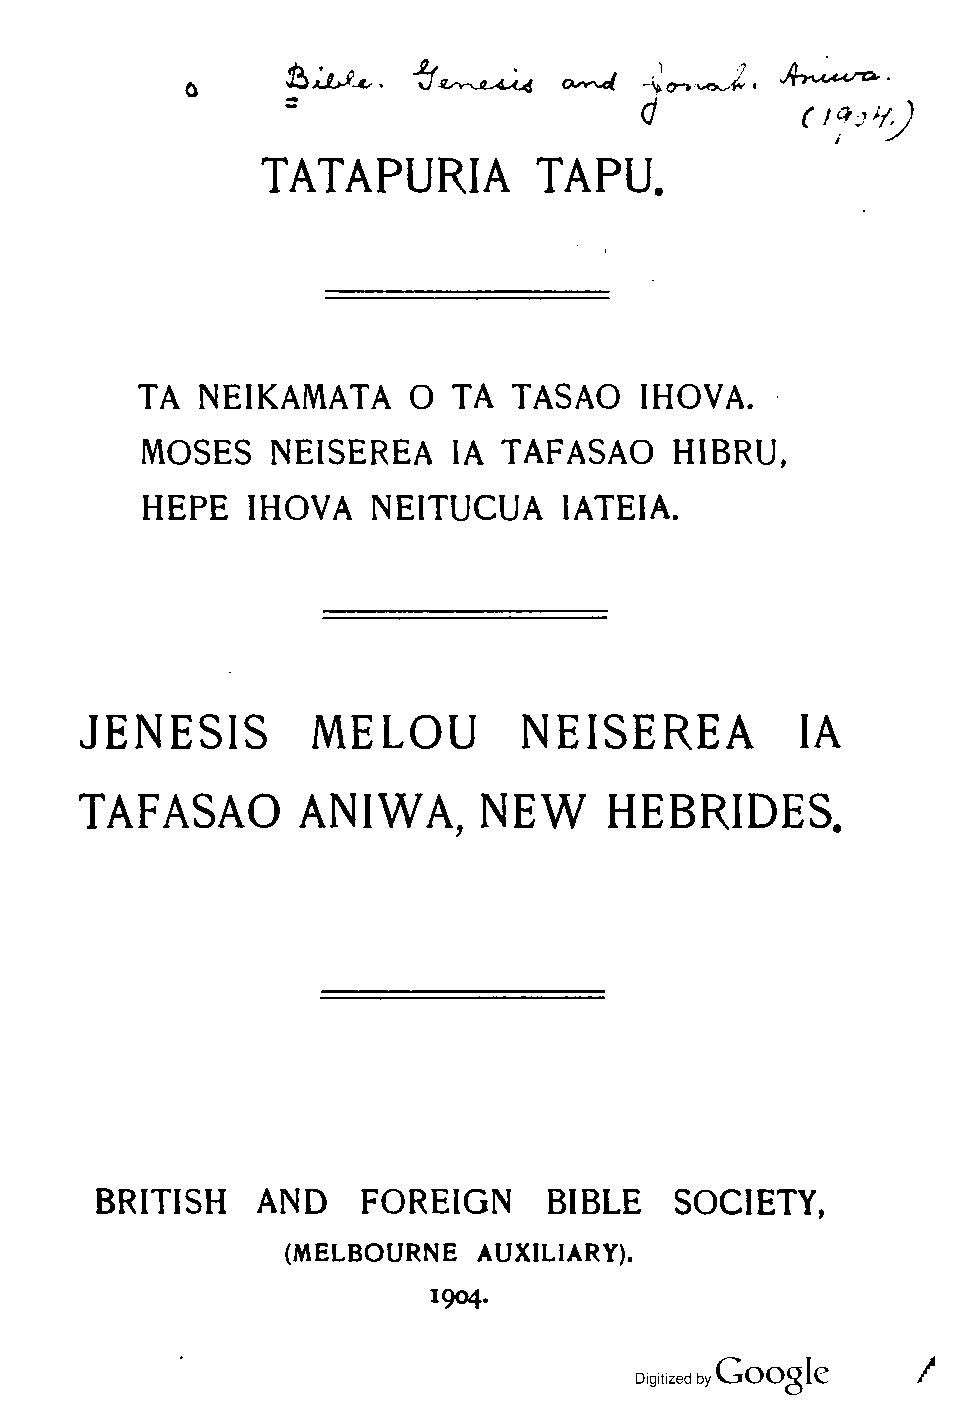 Bible. Genesis and Jonah. Aniwa.
(1904.)
TATAPURIA TAPU.
TA NEIKAMATA O TA TASAO IHOVA.
MOSES NEISEREA IA TAFASAO HIBRU,
HEPE IHOVA NEITUCUA IATEIA.
JENESIS MELOU NEISEREA IA
TAFASAO ANIWA, NEW HEBRIDES.
BRITISH AND FOREIGN BIBLE SOCIETY,
(MELBOURNE AUXILIARY).
1904.
Digitized by Google